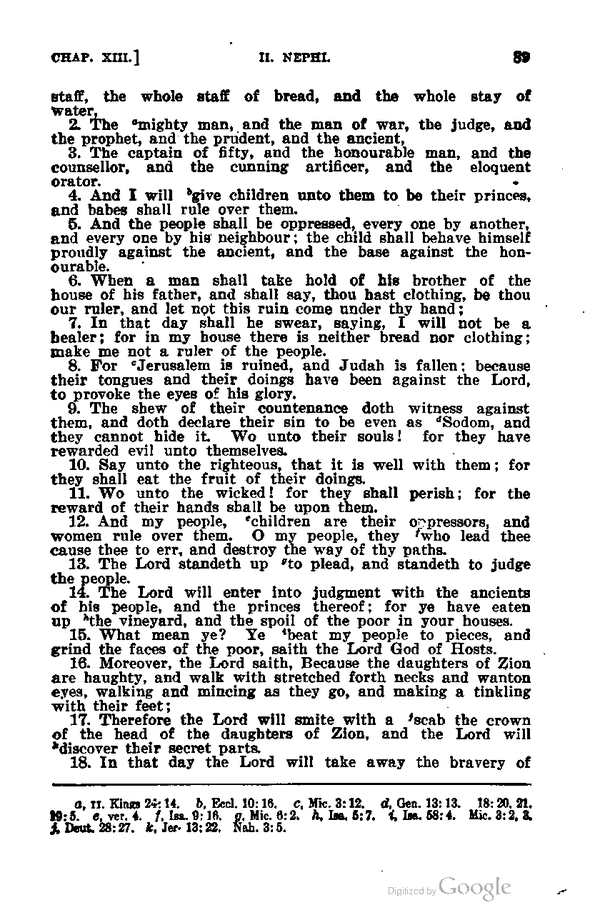 CHAP. XIII.] II. NEPHI. 89
staff, the whole staff of bread, and the whole stay of
water,
2. The ᵃmighty man, and the man of war, the judge, and
the prophet, and the prudent, and the ancient,
3. The captain of fifty, and the honourable man, and the
counsellor, and the cunning artificer, and the eloquent
orator.
4. And I will ᵇgive children unto them to be their princes,
and babes shall rule over them.
5. And the people shall be oppressed, every one by another,
and every one by his neighbour; the child shall behave himself
proudly against the ancient, and the base against the hon-
ourable.
6. When a man shall take hold of his brother of the
house of his father, and shall say, thou hast clothing, be thou
our ruler, and let not this ruin come under thy hand;
7. In that day shall he swear, saying, I will not be a
healer; for in my house there is neither bread nor clothing;
make me not a ruler of the people.
8. For ᶜJerusalem is ruined, and Judah is fallen; because
their tongues and their doings have been against the Lord,
to provoke the eyes of his glory.
9. The shew of their countenance doth witness against
them, and doth declare their sin to be even as ᵈSodom, and
they cannot hide it. Wo unto their souls! for they have
rewarded evil unto themselves.
10. Say unto the righteous, that it is well with them; for
they shall eat the fruit of their doings.
11. Wo unto the wicked! for they shall perish; for the
reward of their hands shall be upon them.
12. And my people, ᵉchildren are their oppressors, and
women rule over them. O my people, they ᶠwho lead thee
cause thee to err, and destroy the way of thy paths.
13. The Lord standeth up ᵍto plead, and standeth to judge
the people.
14. The Lord will enter into judgment with the ancients
of his people, and the princes thereof; for ye have eaten
up ʰthe vineyard, and the spoil of the poor in your houses.
15. What mean ye? Ye ⁱbeat my people to pieces, and
grind the faces of the poor, saith the Lord God of Hosts.
16. Moreover, the Lord saith, Because the daughters of Zion
are haughty, and walk with stretched forth necks and wanton
eyes, walking and mincing as they go, and making a tinkling
with their feet;
17. Therefore the Lord will smite with a ʲscab the crown
of the head of the daughters of Zion, and the Lord will
ᵏdiscover their secret parts.
18. In that day the Lord will take away the bravery of
a, II. Kings 24:14. b, Eccl. 10:16. c, Mic. 3:12. d, Gen. 13:13. 18:20, 21.
19:5. e, ver. 4. f, Isa. 9:16. g, Mic. 6:2. h, Isa. 5:7. i, Isa. 58:4. Mic. 3:2, 3.
j, Deut. 28:27. k, Jer. 13:22. Nah. 3:5.
Digitized by Google